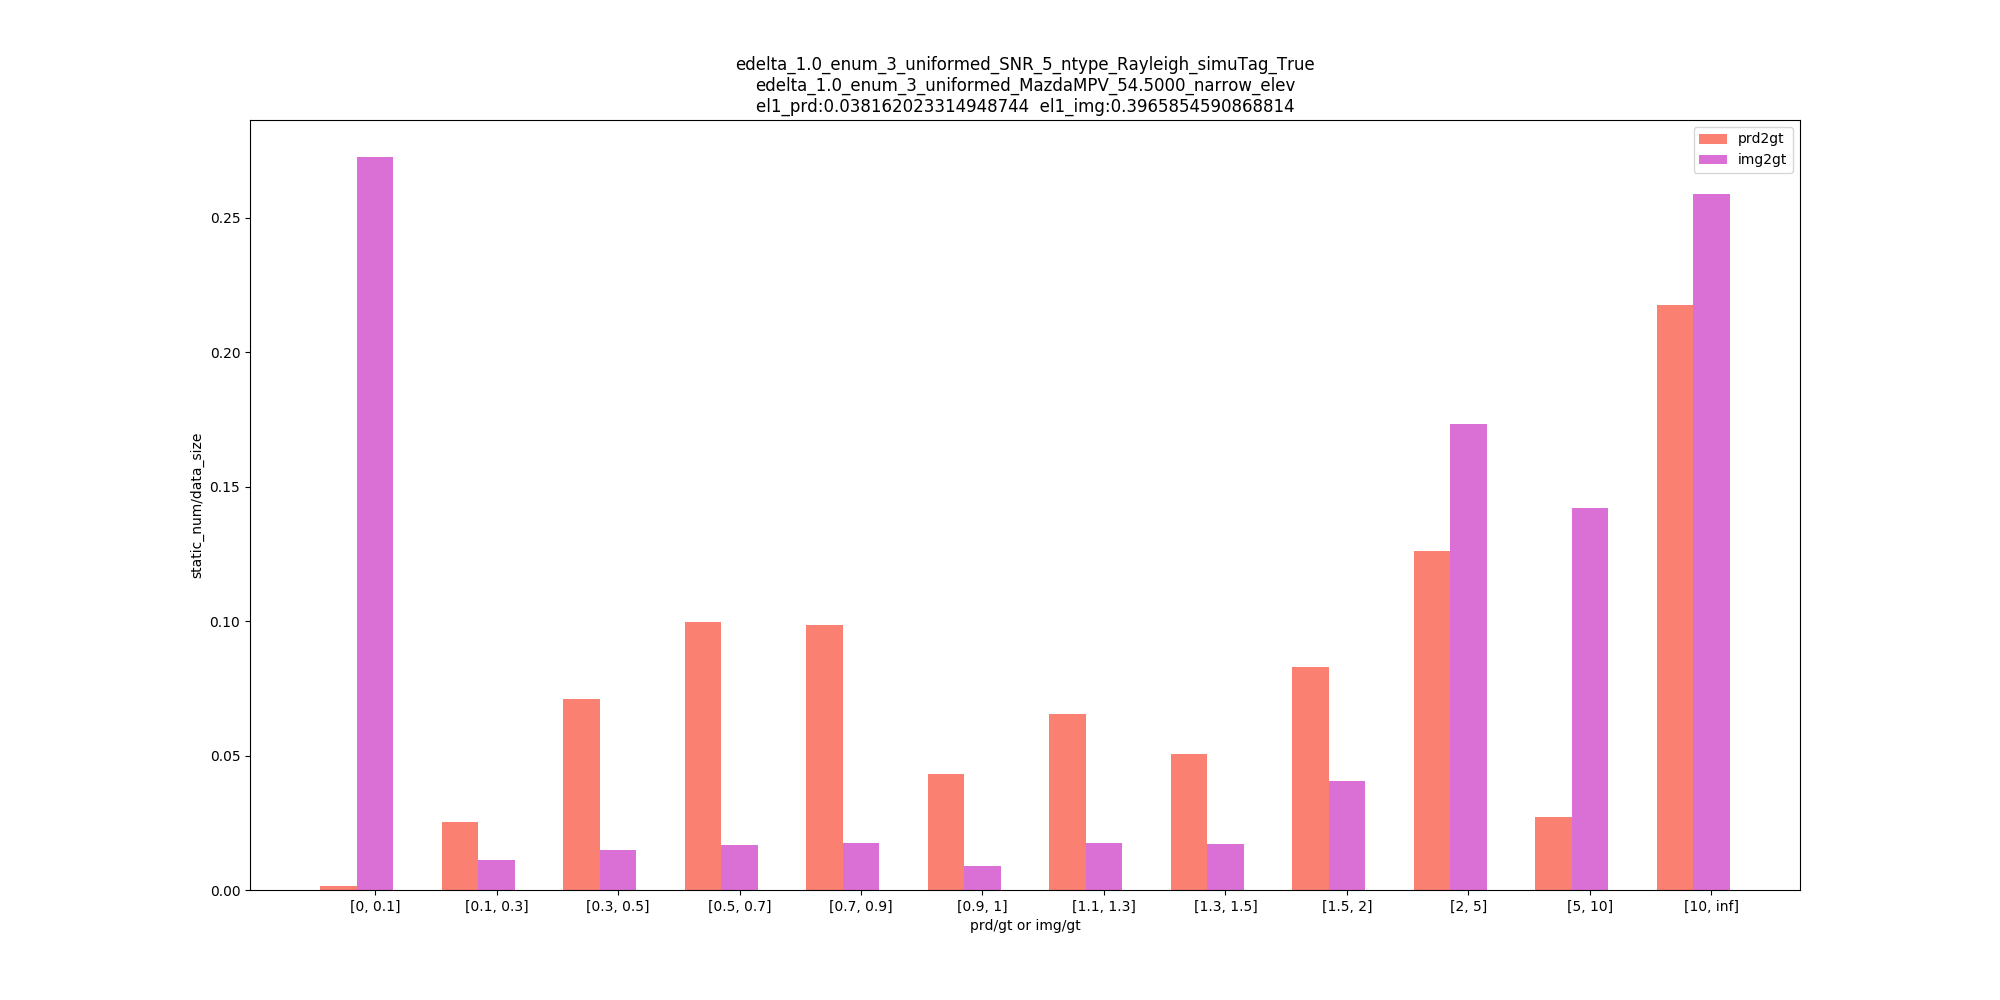 edelta_1.0_enum_3_uniformed_SNR_5_ntype_Rayleigh_simuTag_True
edelta_1.0_enum_3_uniformed_MazdaMPV_54.5000_narrow_elev
el1_prd:0.038162023314948744  el1_img:0.3965854590868814
prd2gt
img2gt
0.25
0.20
0.15
0.10
0.05
0.00
static_num/data_size
[0, 0.1] [0.1, 0.3] [0.3, 0.5] [0.5, 0.7] [0.7, 0.9] [0.9, 1] [1.1, 1.3] [1.3, 1.5] [1.5, 2] [2, 5] [5, 10] [10, inf]
prd/gt or img/gt